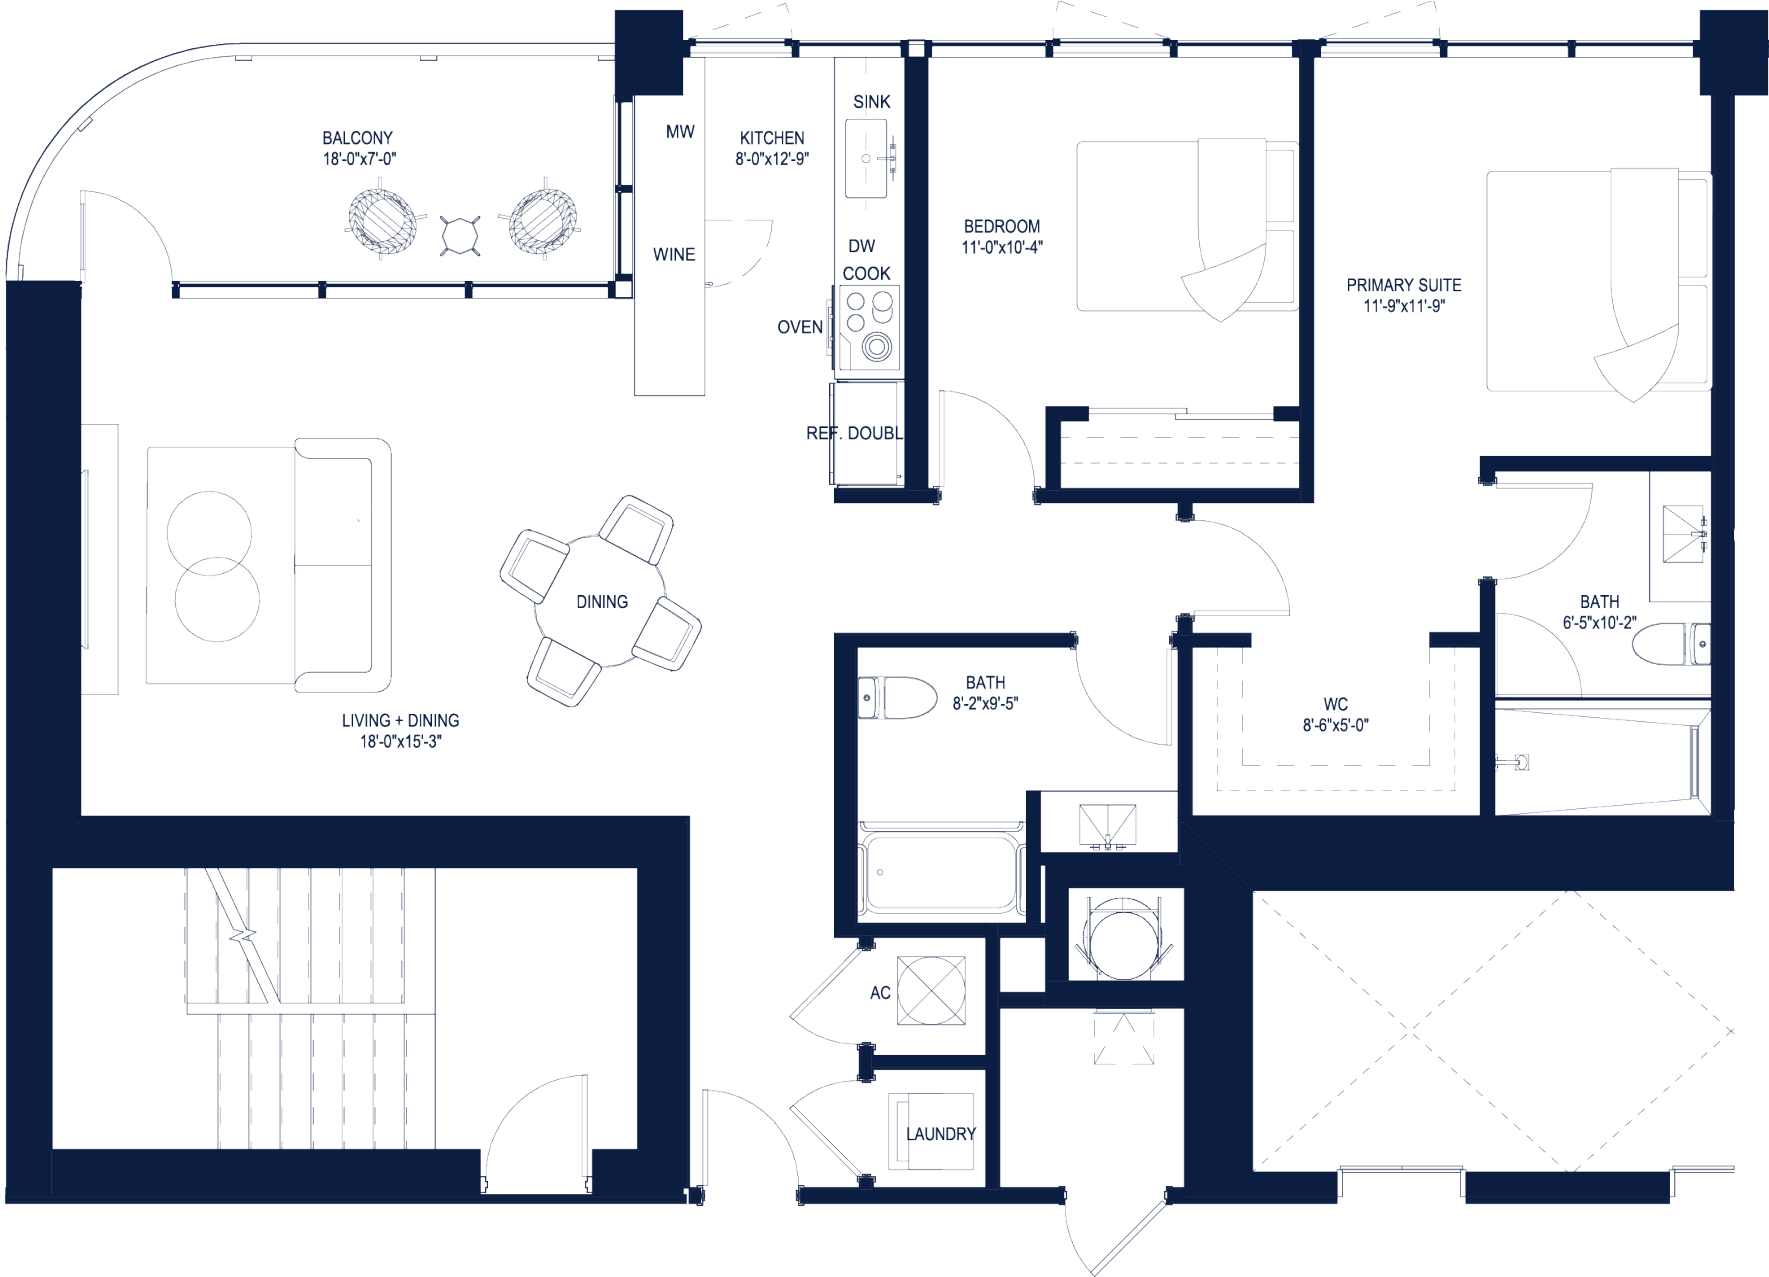 BALCONY
18'-0"x7'-0"
MW
KITCHEN
8'-0"x12'-9"
SINK
WINE
DW
COOK
OVEN
REF. DOUBL
BEDROOM
11'-0"x10'-4"
PRIMARY SUITE
11'-9"x11'-9"
DINING
LIVING + DINING
18'-0"x15'-3"
BATH
8'-2"x9'-5"
WC
8'-6"x5'-0"
BATH
6'-5"x10'-2"
AC
LAUNDRY